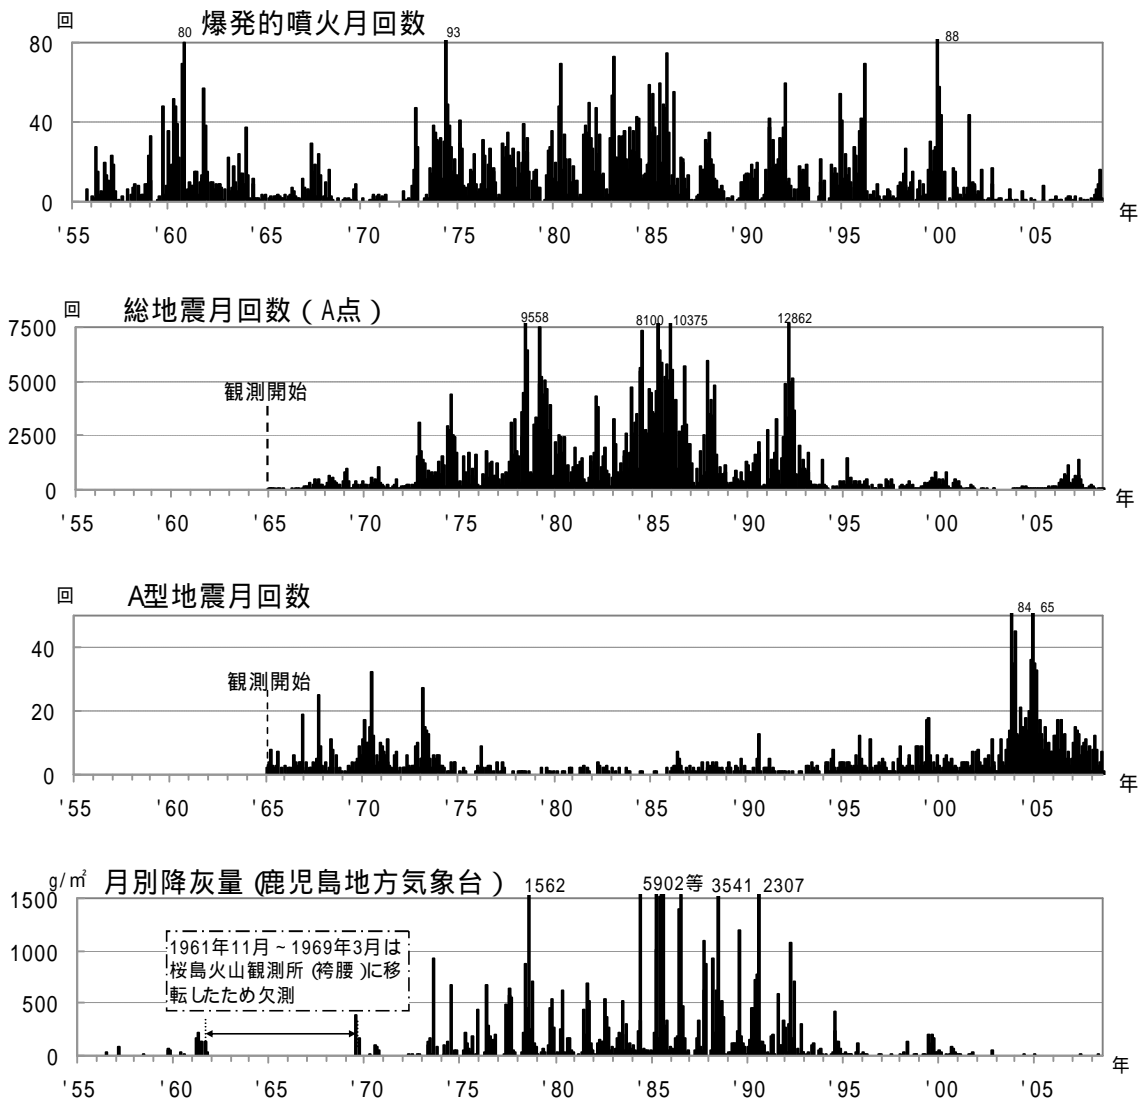 回 爆発的噴火月回数
80 93 88
80
40
0
'55 '60 '65 '70 '75 '80 '85 '90 '95 '00 '05 年
回 総地震月回数(A点)
9558 8100 10375 12862
7500
5000
観測開始
2500
0
'55 '60 '65 '70 '75 '80 '85 '90 '95 '00 '05 年
回 A型地震月回数
84 65
40
観測開始
20
0
'55 '60 '65 '70 '75 '80 '85 '90 '95 '00 '05 年
g/㎡ 月別降灰量(鹿児島地方気象台)
1562 5902等 3541 2307
1500
1961年11月~1969年3月は
1000
桜島火山観測所(袴腰)に移
転したため欠測
500
0
'55 '60 '65 '70 '75 '80 '85 '90 '95 '00 '05 年